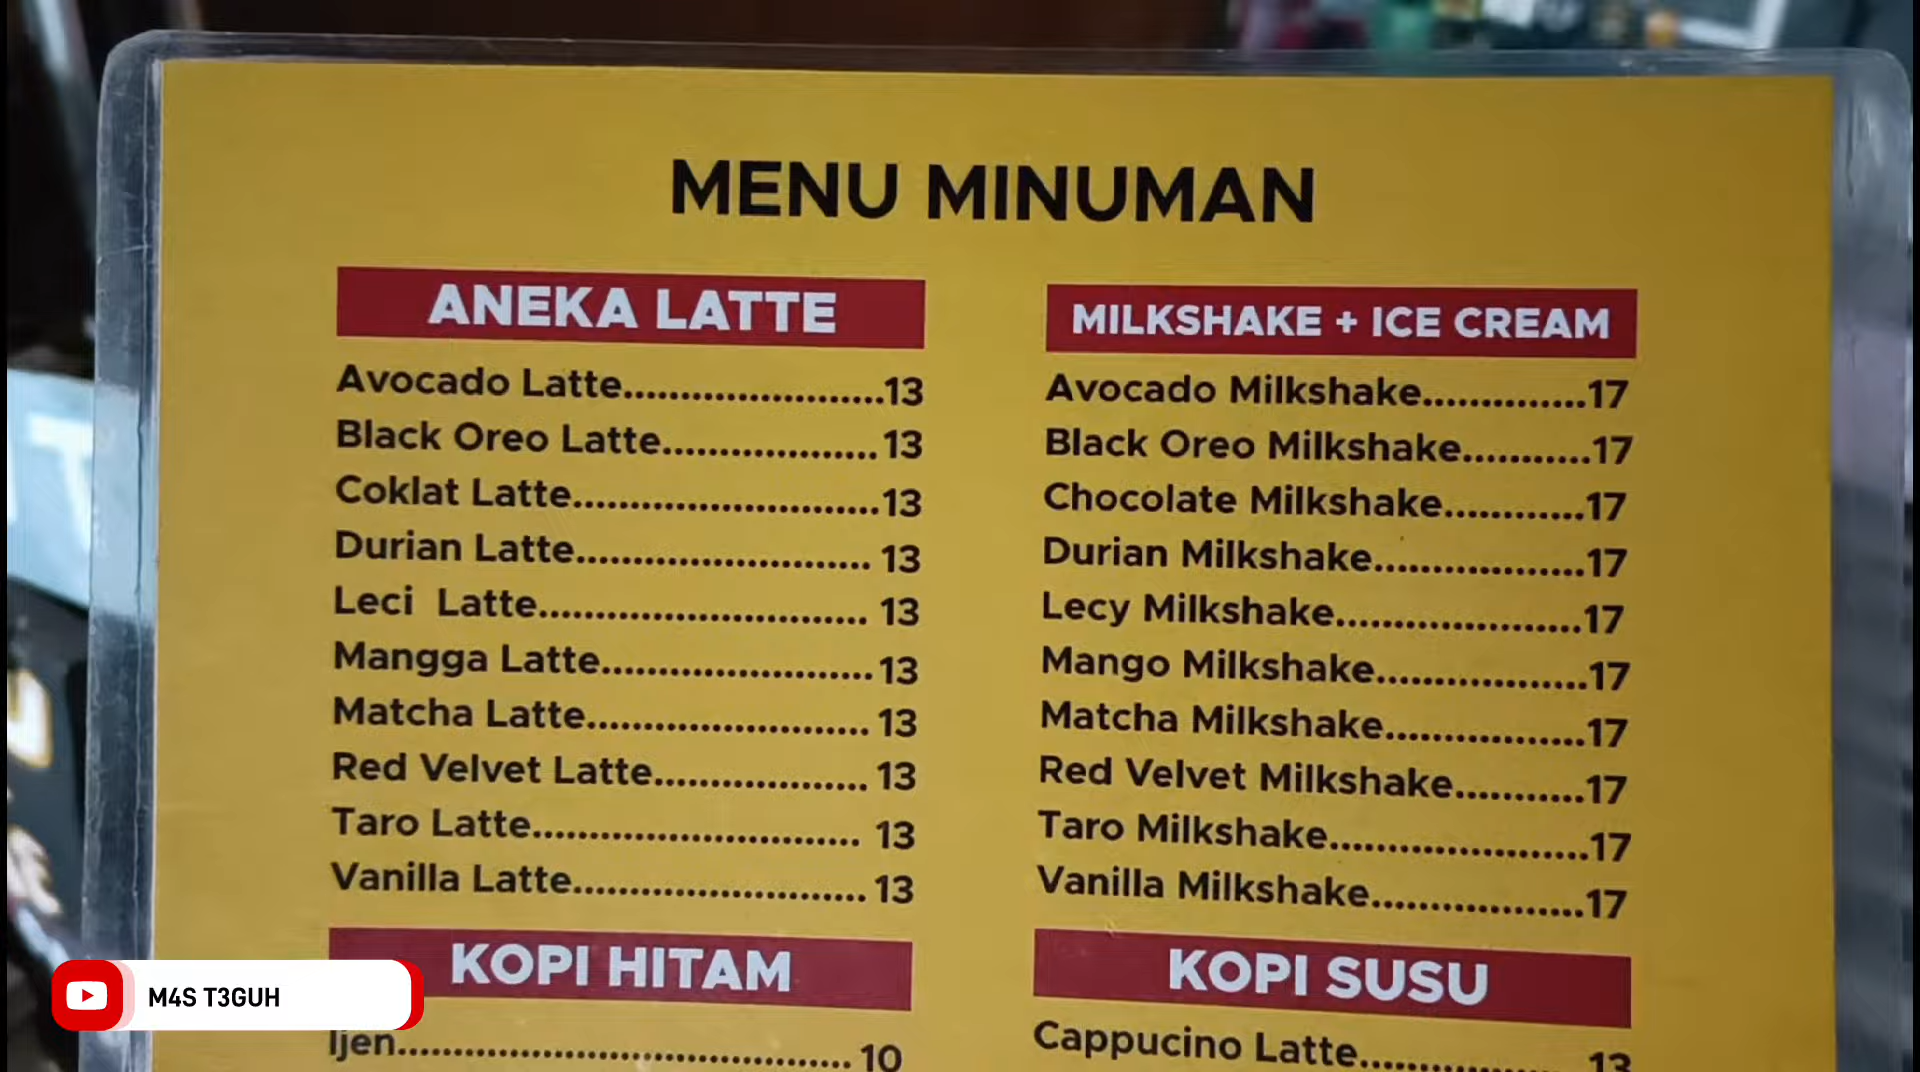 MENU MINUMAN
ANEKA LATTE
Avocado Latte.......................13
Black Oreo Latte...................13
Coklat Latte...........................13
Durian Latte.......................... 13
Leci  Latte............................. 13
Mangga Latte........................13
Matcha Latte......................... 13
Red Velvet Latte................... 13
Taro Latte............................. 13
Vanilla Latte.......................... 13
KOPI HITAM
Ijen........................................10
MILKSHAKE + ICE CREAM
Avocado Milkshake..............17
Black Oreo Milkshake...........17
Chocolate Milkshake............17
Durian Milkshake..................17
Lecy Milkshake.....................17
Mango Milkshake..................17
Matcha Milkshake.................17
Red Velvet Milkshake...........17
Taro Milkshake......................17
Vanilla Milkshake..................17
KOPI SUSU
Cappucino Latte....................13
M4S T3GUH